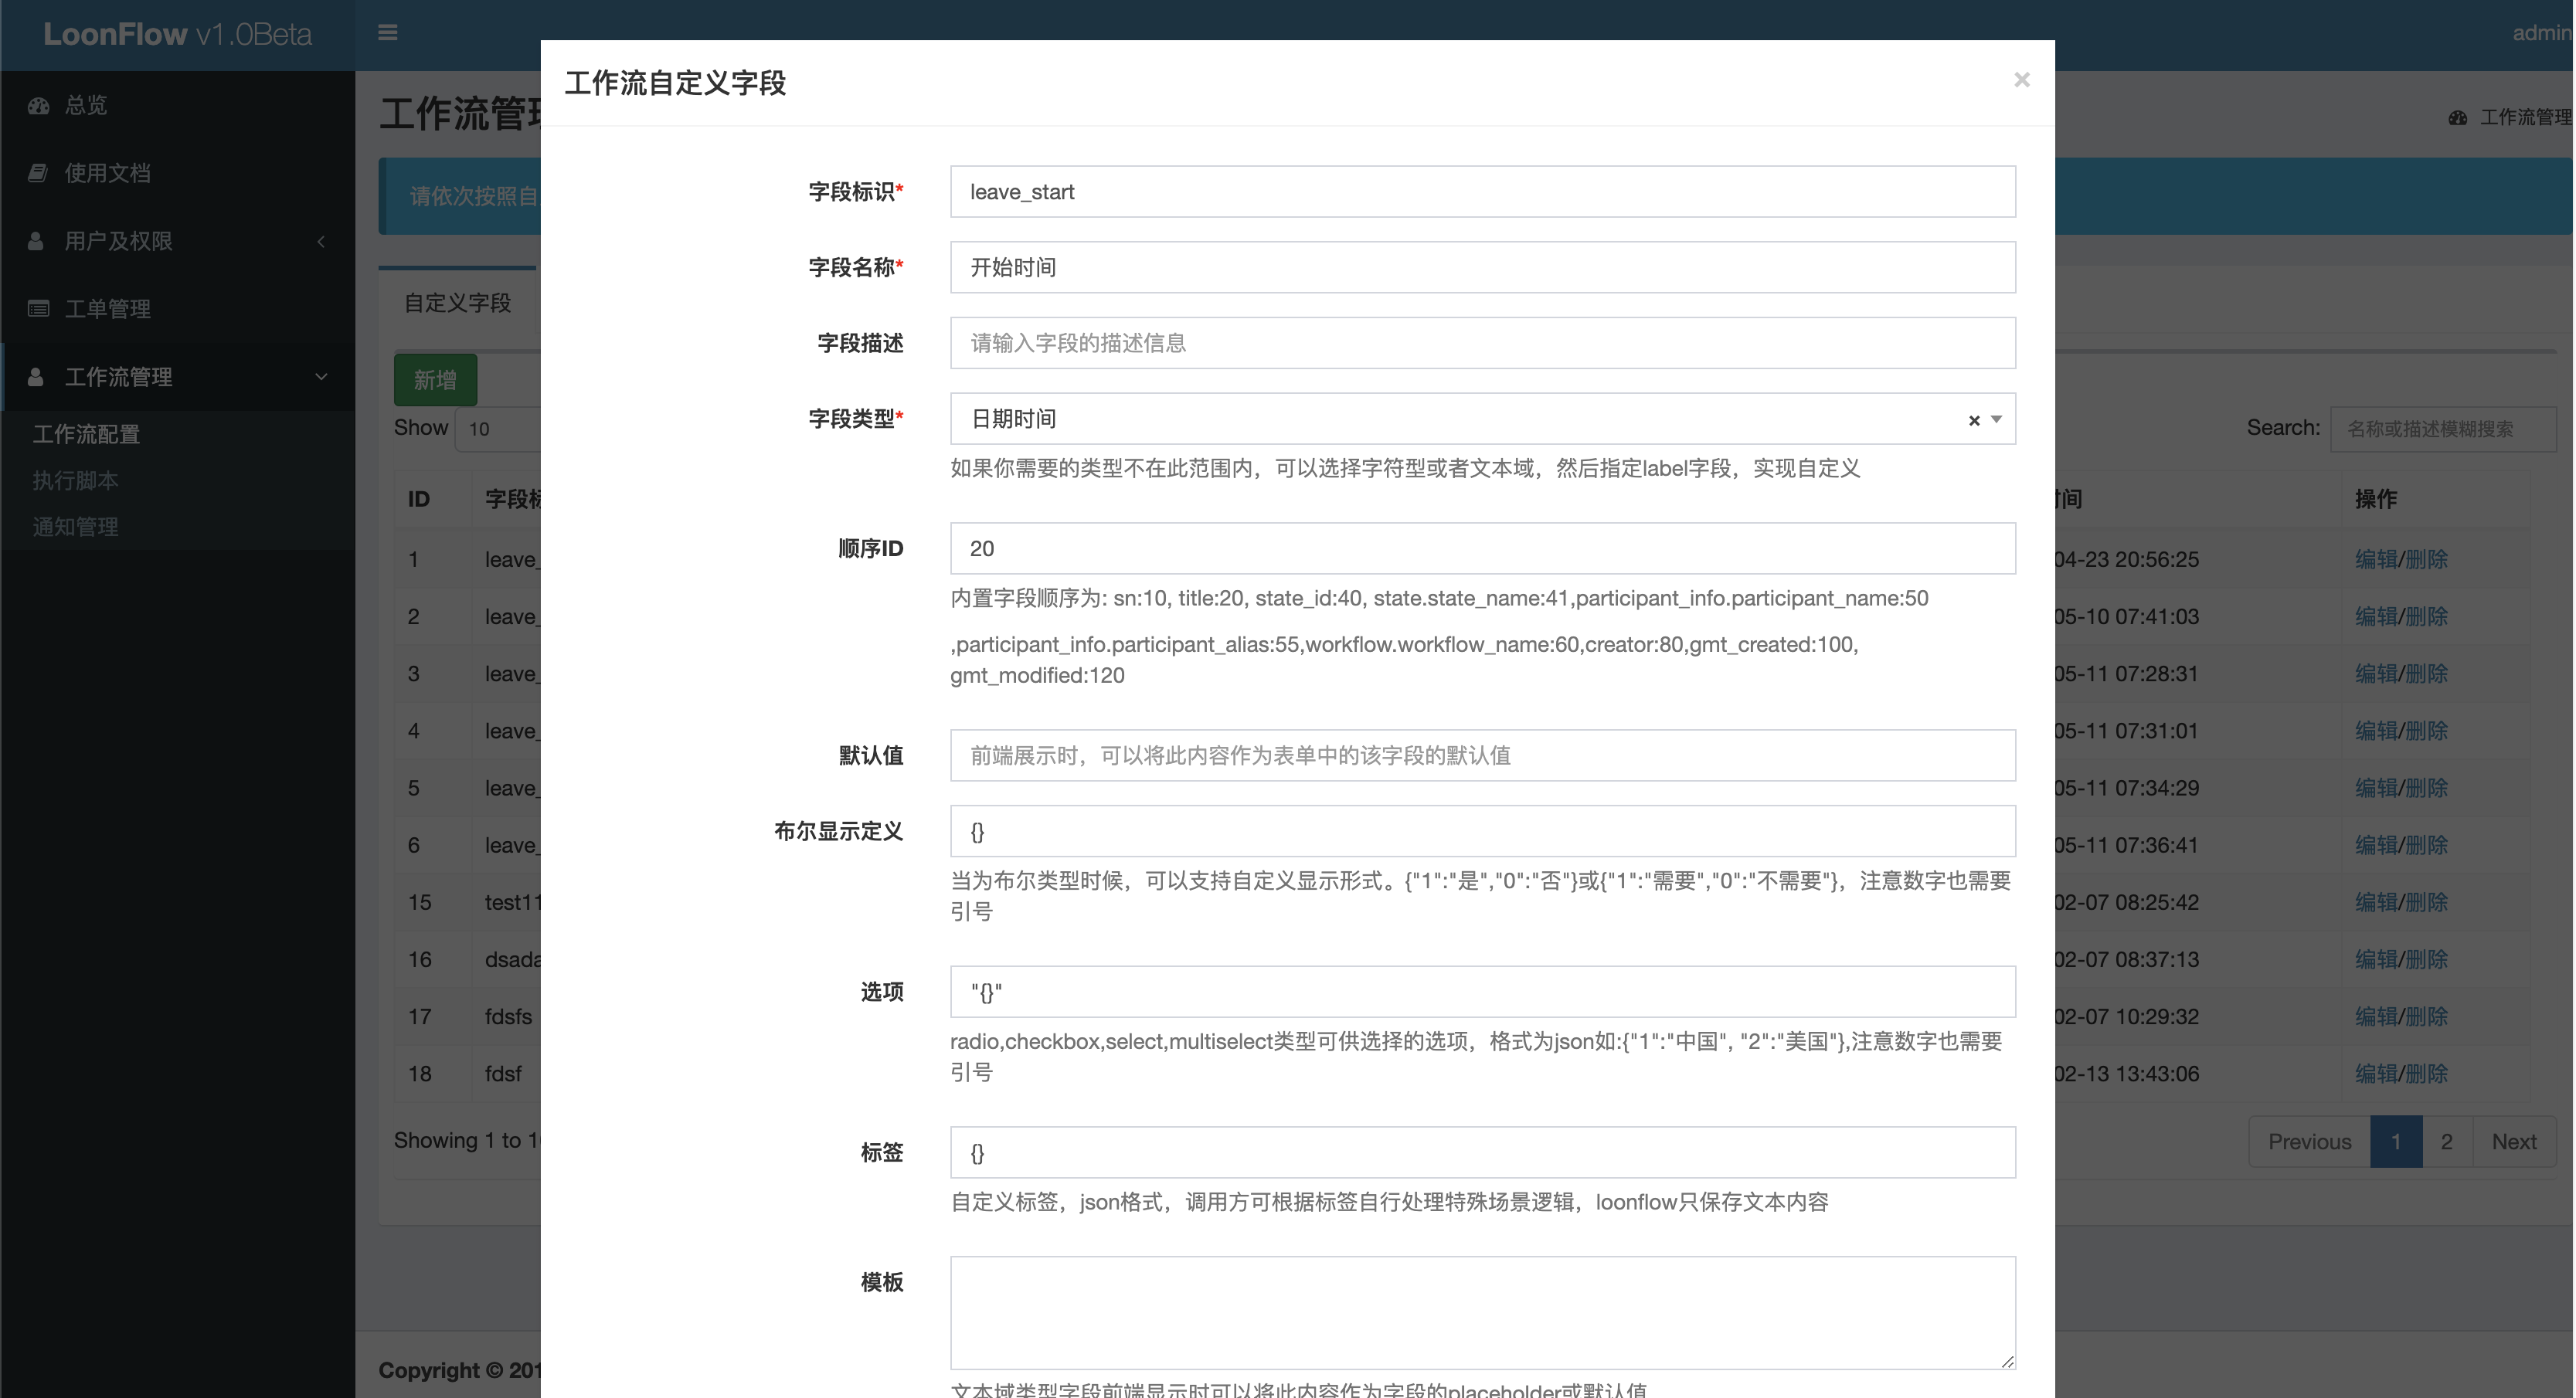 LoonFlow v1.0Beta
admin
总览
使用文档
用户及权限
工单管理
工作流管理
工作流配置
执行脚本
通知管理
工作流管理
工作流管理
请依次按照自
自定义字段
新增
Show 10
Search: 名称或描述模糊搜索
ID 字段标 时间 操作
1 leave_ 04-23 20:56:25 编辑/删除
2 leave_ 05-10 07:41:03 编辑/删除
3 leave_ 05-11 07:28:31 编辑/删除
4 leave_ 05-11 07:31:01 编辑/删除
5 leave_ 05-11 07:34:29 编辑/删除
6 leave_ 05-11 07:36:41 编辑/删除
15 test11 02-07 08:25:42 编辑/删除
16 dsada 02-07 08:37:13 编辑/删除
17 fdsfs 02-07 10:29:32 编辑/删除
18 fdsf 02-13 13:43:06 编辑/删除
Showing 1 to 1
Previous 1 2 Next
Copyright © 201
工作流自定义字段 ×
字段标识* leave_start
字段名称* 开始时间
字段描述 请输入字段的描述信息
字段类型* 日期时间 ×
如果你需要的类型不在此范围内，可以选择字符型或者文本域，然后指定label字段，实现自定义
顺序ID 20
内置字段顺序为: sn:10, title:20, state_id:40, state.state_name:41,participant_info.participant_name:50
,participant_info.participant_alias:55,workflow.workflow_name:60,creator:80,gmt_created:100,
gmt_modified:120
默认值 前端展示时，可以将此内容作为表单中的该字段的默认值
布尔显示定义 {}
当为布尔类型时候，可以支持自定义显示形式。{"1":"是","0":"否"}或{"1":"需要","0":"不需要"}，注意数字也需要
引号
选项 "{}"
radio,checkbox,select,multiselect类型可供选择的选项，格式为json如:{"1":"中国", "2":"美国"},注意数字也需要
引号
标签 {}
自定义标签，json格式，调用方可根据标签自行处理特殊场景逻辑，loonflow只保存文本内容
模板
文本域类型字段前端显示时可以将此内容作为字段的placeholder或默认值